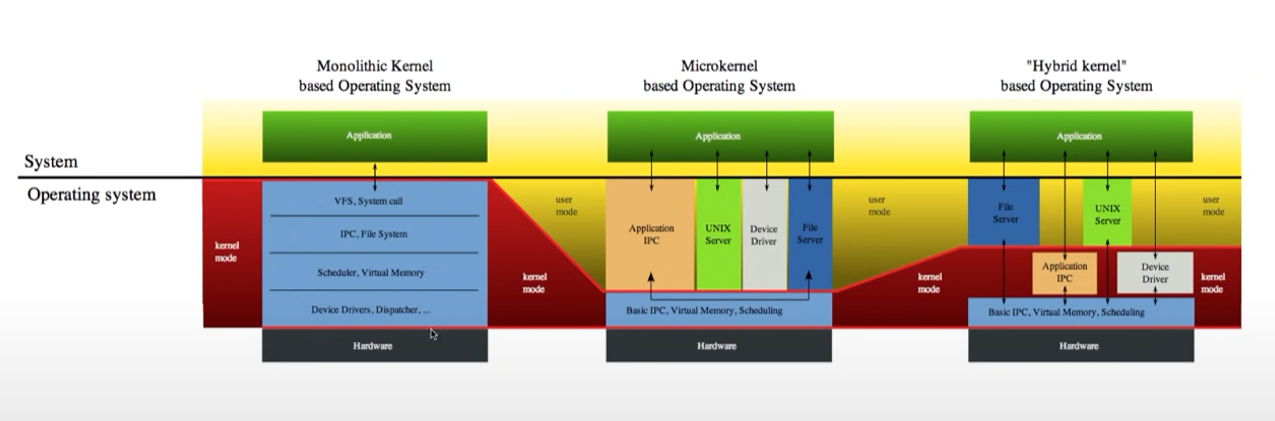 Monolithic Kernel
based Operating System
Microkernel
based Operating System
"Hybrid kernel"
based Operating System
System
Operating system
Application
VFS, System call
IPC, File System
Scheduler, Virtual Memory
Device Drivers, Dispatcher, ...
Hardware
kernel
mode
user
mode
kernel
mode
Application
Application
IPC
UNIX
Server
Device
Driver
File
Server
Basic IPC, Virtual Memory, Scheduling
Hardware
user
mode
kernel
mode
Application
File
Server
UNIX
Server
Application
IPC
Device
Driver
Basic IPC, Virtual Memory, Scheduling
Hardware
user
mode
kernel
mode